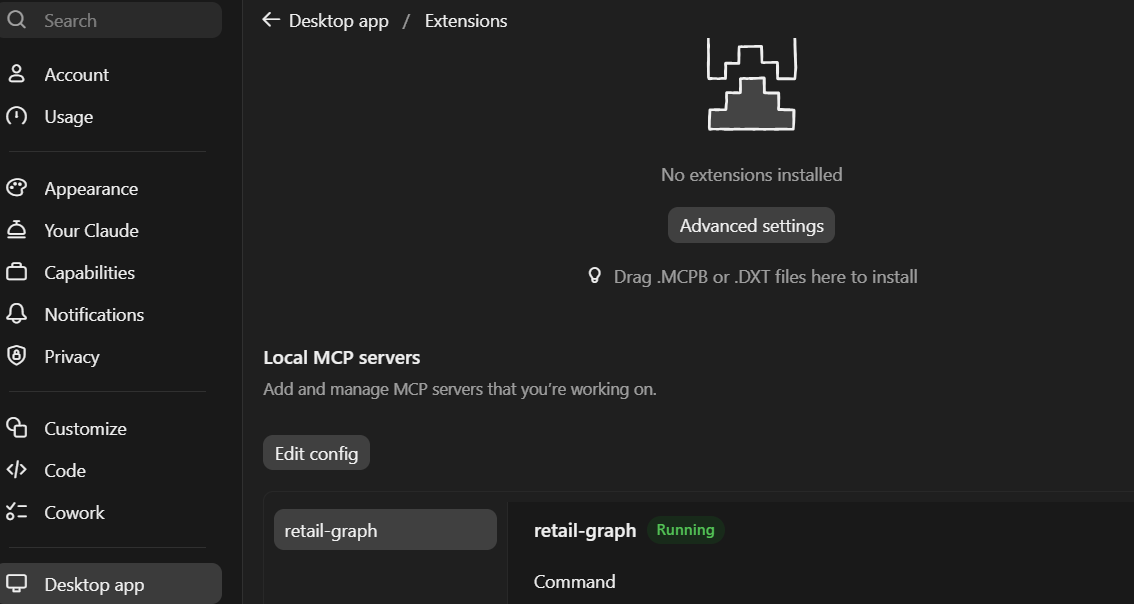 Search
Account
Usage
Appearance
Your Claude
Capabilities
Notifications
Privacy
Customize
Code
Cowork
Desktop app
Desktop app / Extensions
No extensions installed
Advanced settings
Drag .MCPB or .DXT files here to install
Local MCP servers
Add and manage MCP servers that you’re working on.
Edit config
retail-graph
retail-graph Running
Command